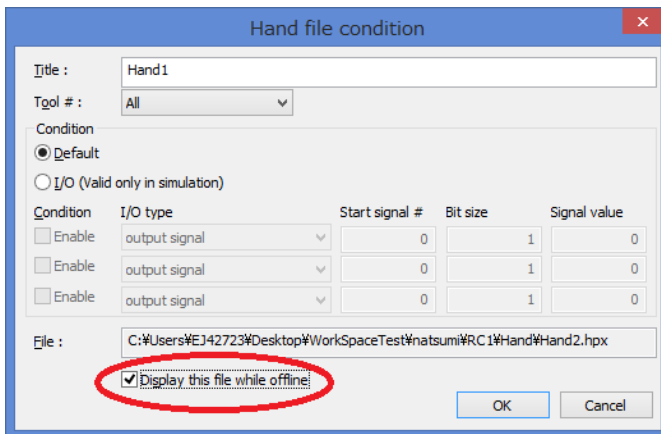 Hand file condition
Title : Hand1
Tool # : All
Condition
Default
I/O (Valid only in simulation)
Condition I/O type Start signal # Bit size Signal value
Enable output signal 0 1 0
Enable output signal 0 1 0
Enable output signal 0 1 0
File : C:¥Users¥EJ42723¥Desktop¥WorkSpaceTest¥natsumi¥RC1¥Hand¥Hand2.hpx
Display this file while offline
OK Cancel